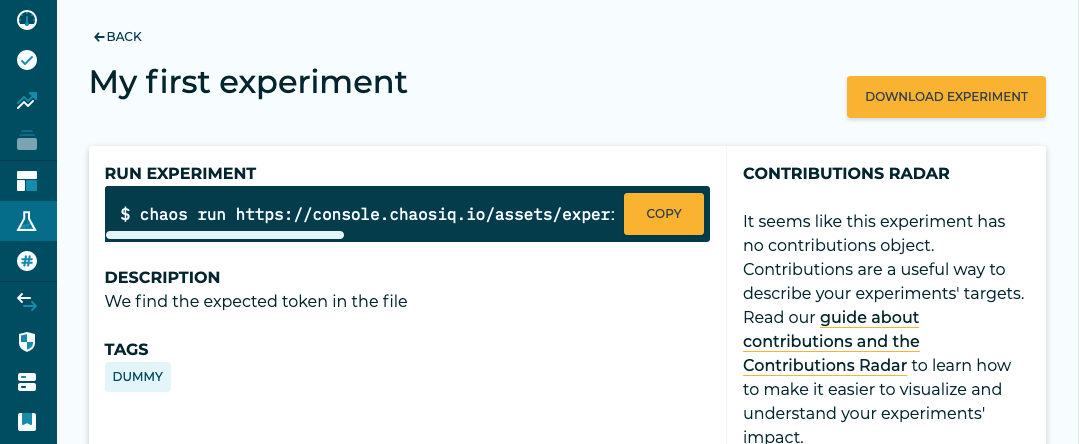 BACK
My first experiment
DOWNLOAD EXPERIMENT
RUN EXPERIMENT
$ chaos run https://console.chaosiq.io/assets/exper
COPY
DESCRIPTION
We find the expected token in the file
TAGS
DUMMY
CONTRIBUTIONS RADAR
It seems like this experiment has
no contributions object.
Contributions are a useful way to
describe your experiments' targets.
Read our guide about
contributions and the
Contributions Radar to learn how
to make it easier to visualize and
understand your experiments'
impact.